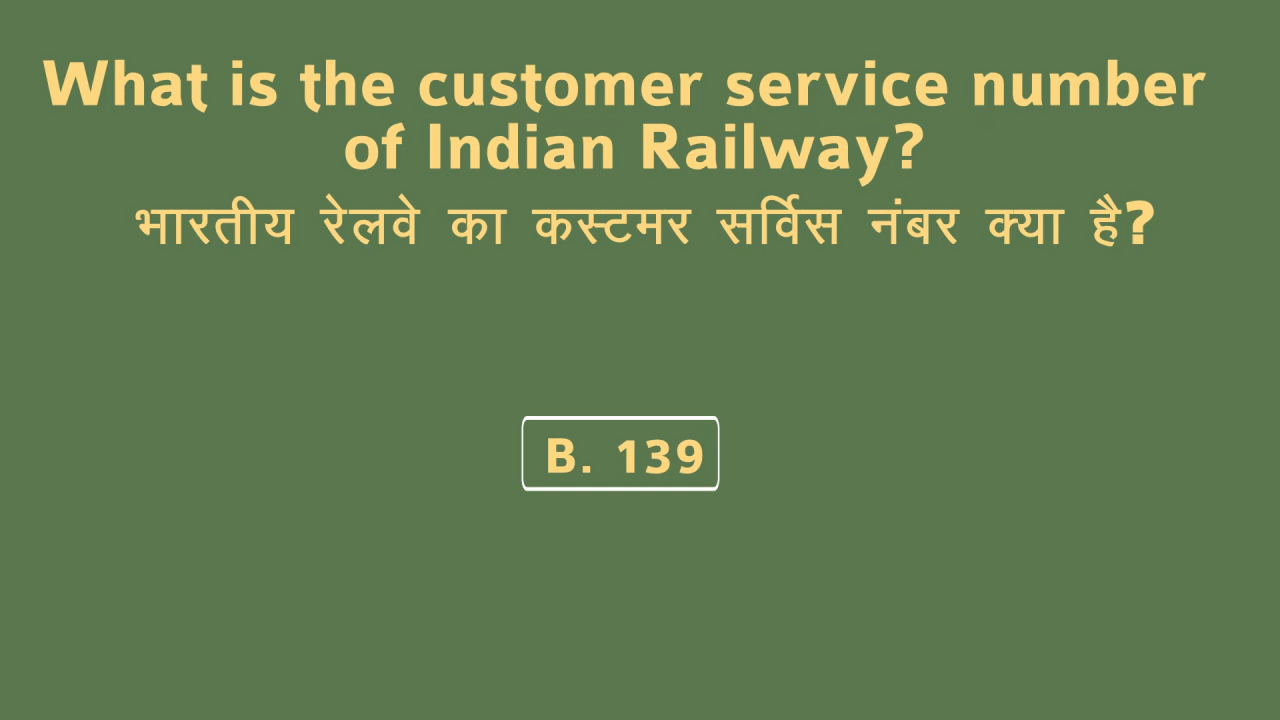 What is the customer service number
of Indian Railway?
भारतीय रेलवे का कस्टमर सर्विस नंबर क्या है?
B. 139